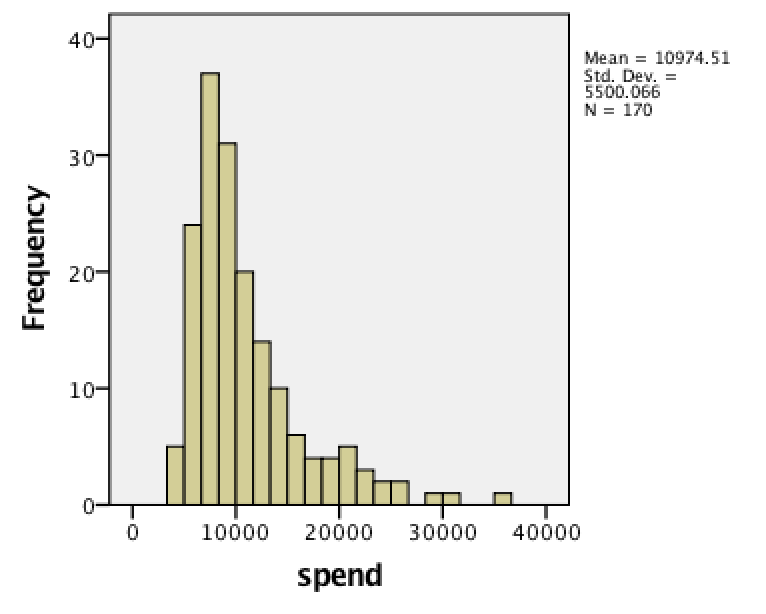 40
30
20
10
0
Frequency
0 10000 20000 30000 40000
spend
Mean = 10974.51
Std. Dev. =
5500.066
N = 170